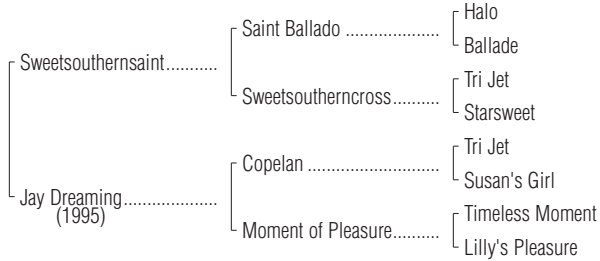 Halo
Saint Ballado ....................
Ballade
Sweetsouthernsaint...........
Tri Jet
Sweetsoutherncross..........
Starsweet
Tri Jet
Copelan ............................
Susan's Girl
Jay Dreaming....................
(1995)
Timeless Moment
Moment of Pleasure..........
Lilly's Pleasure